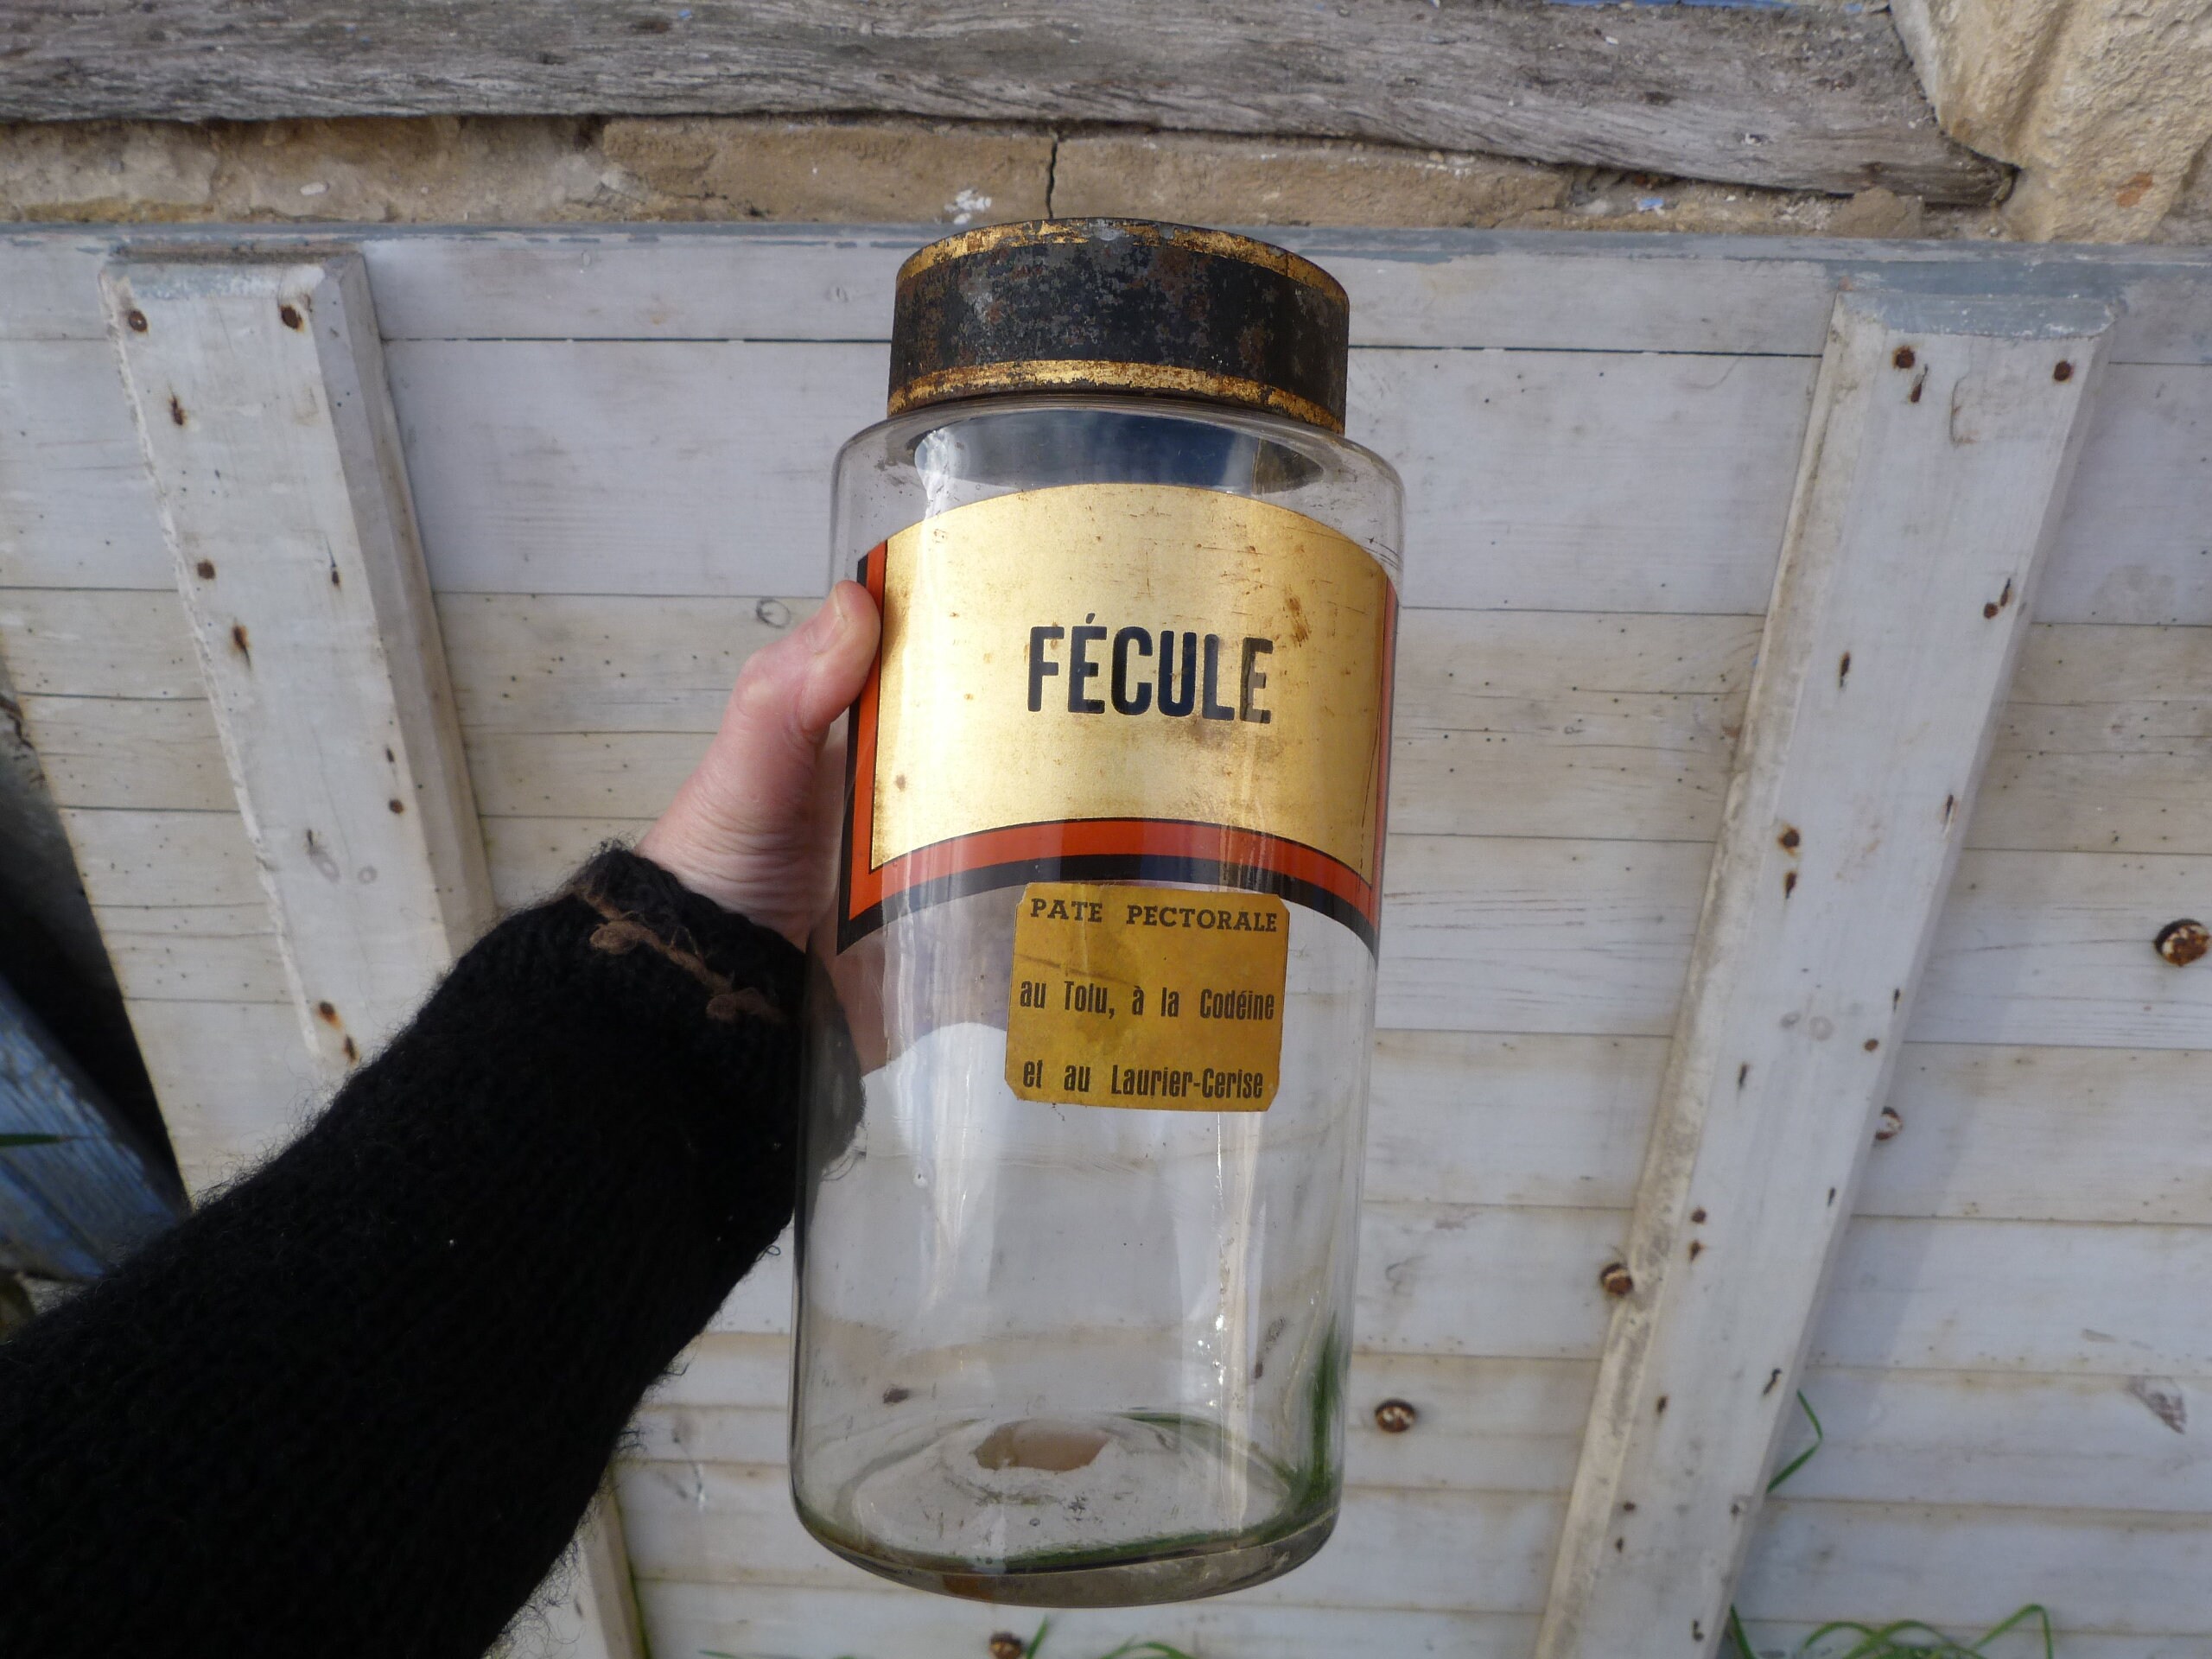 FÉCULE
PATE PECTORALE
au Tolu, à la Codéine
et au Laurier-Cerise